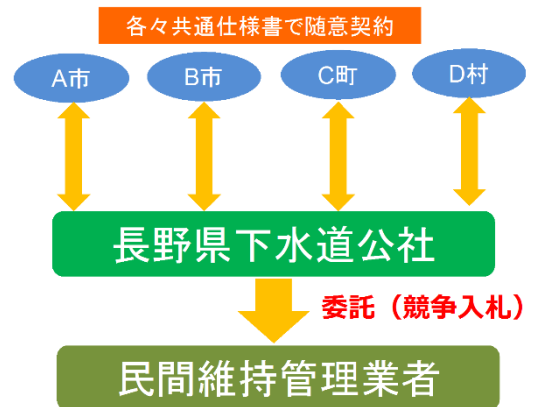 各々共通仕様書で随意契約
A市
B市
C町
D村
長野県下水道公社
委託（競争入札）
民間維持管理業者